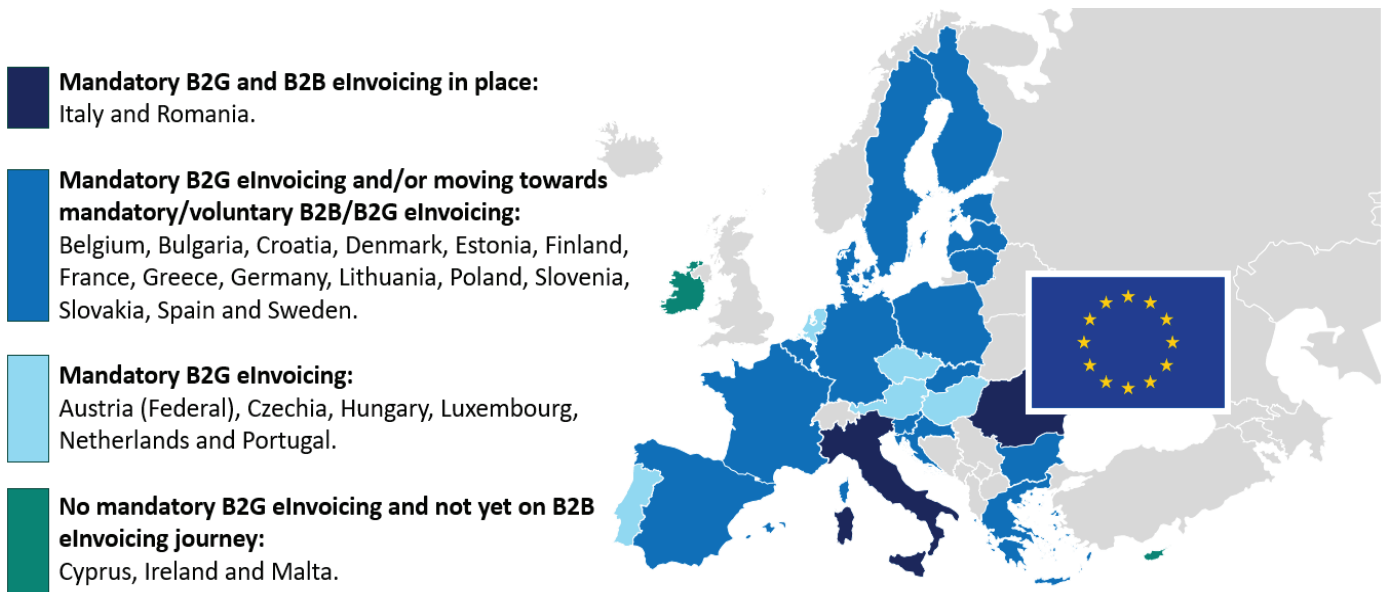 Mandatory B2G and B2B eInvoicing in place:
Italy and Romania.
Mandatory B2G eInvoicing and/or moving towards
mandatory/voluntary B2B/B2G eInvoicing:
Belgium, Bulgaria, Croatia, Denmark, Estonia, Finland,
France, Greece, Germany, Lithuania, Poland, Slovenia,
Slovakia, Spain and Sweden.
Mandatory B2G eInvoicing:
Austria (Federal), Czechia, Hungary, Luxembourg,
Netherlands and Portugal.
No mandatory B2G eInvoicing and not yet on B2B
eInvoicing journey:
Cyprus, Ireland and Malta.